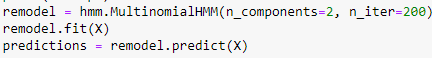 remodel = hmm.MultinomialHMM(n_components=2, n_iter=200)
remodel.fit(X)
predictions = remodel.predict(X)